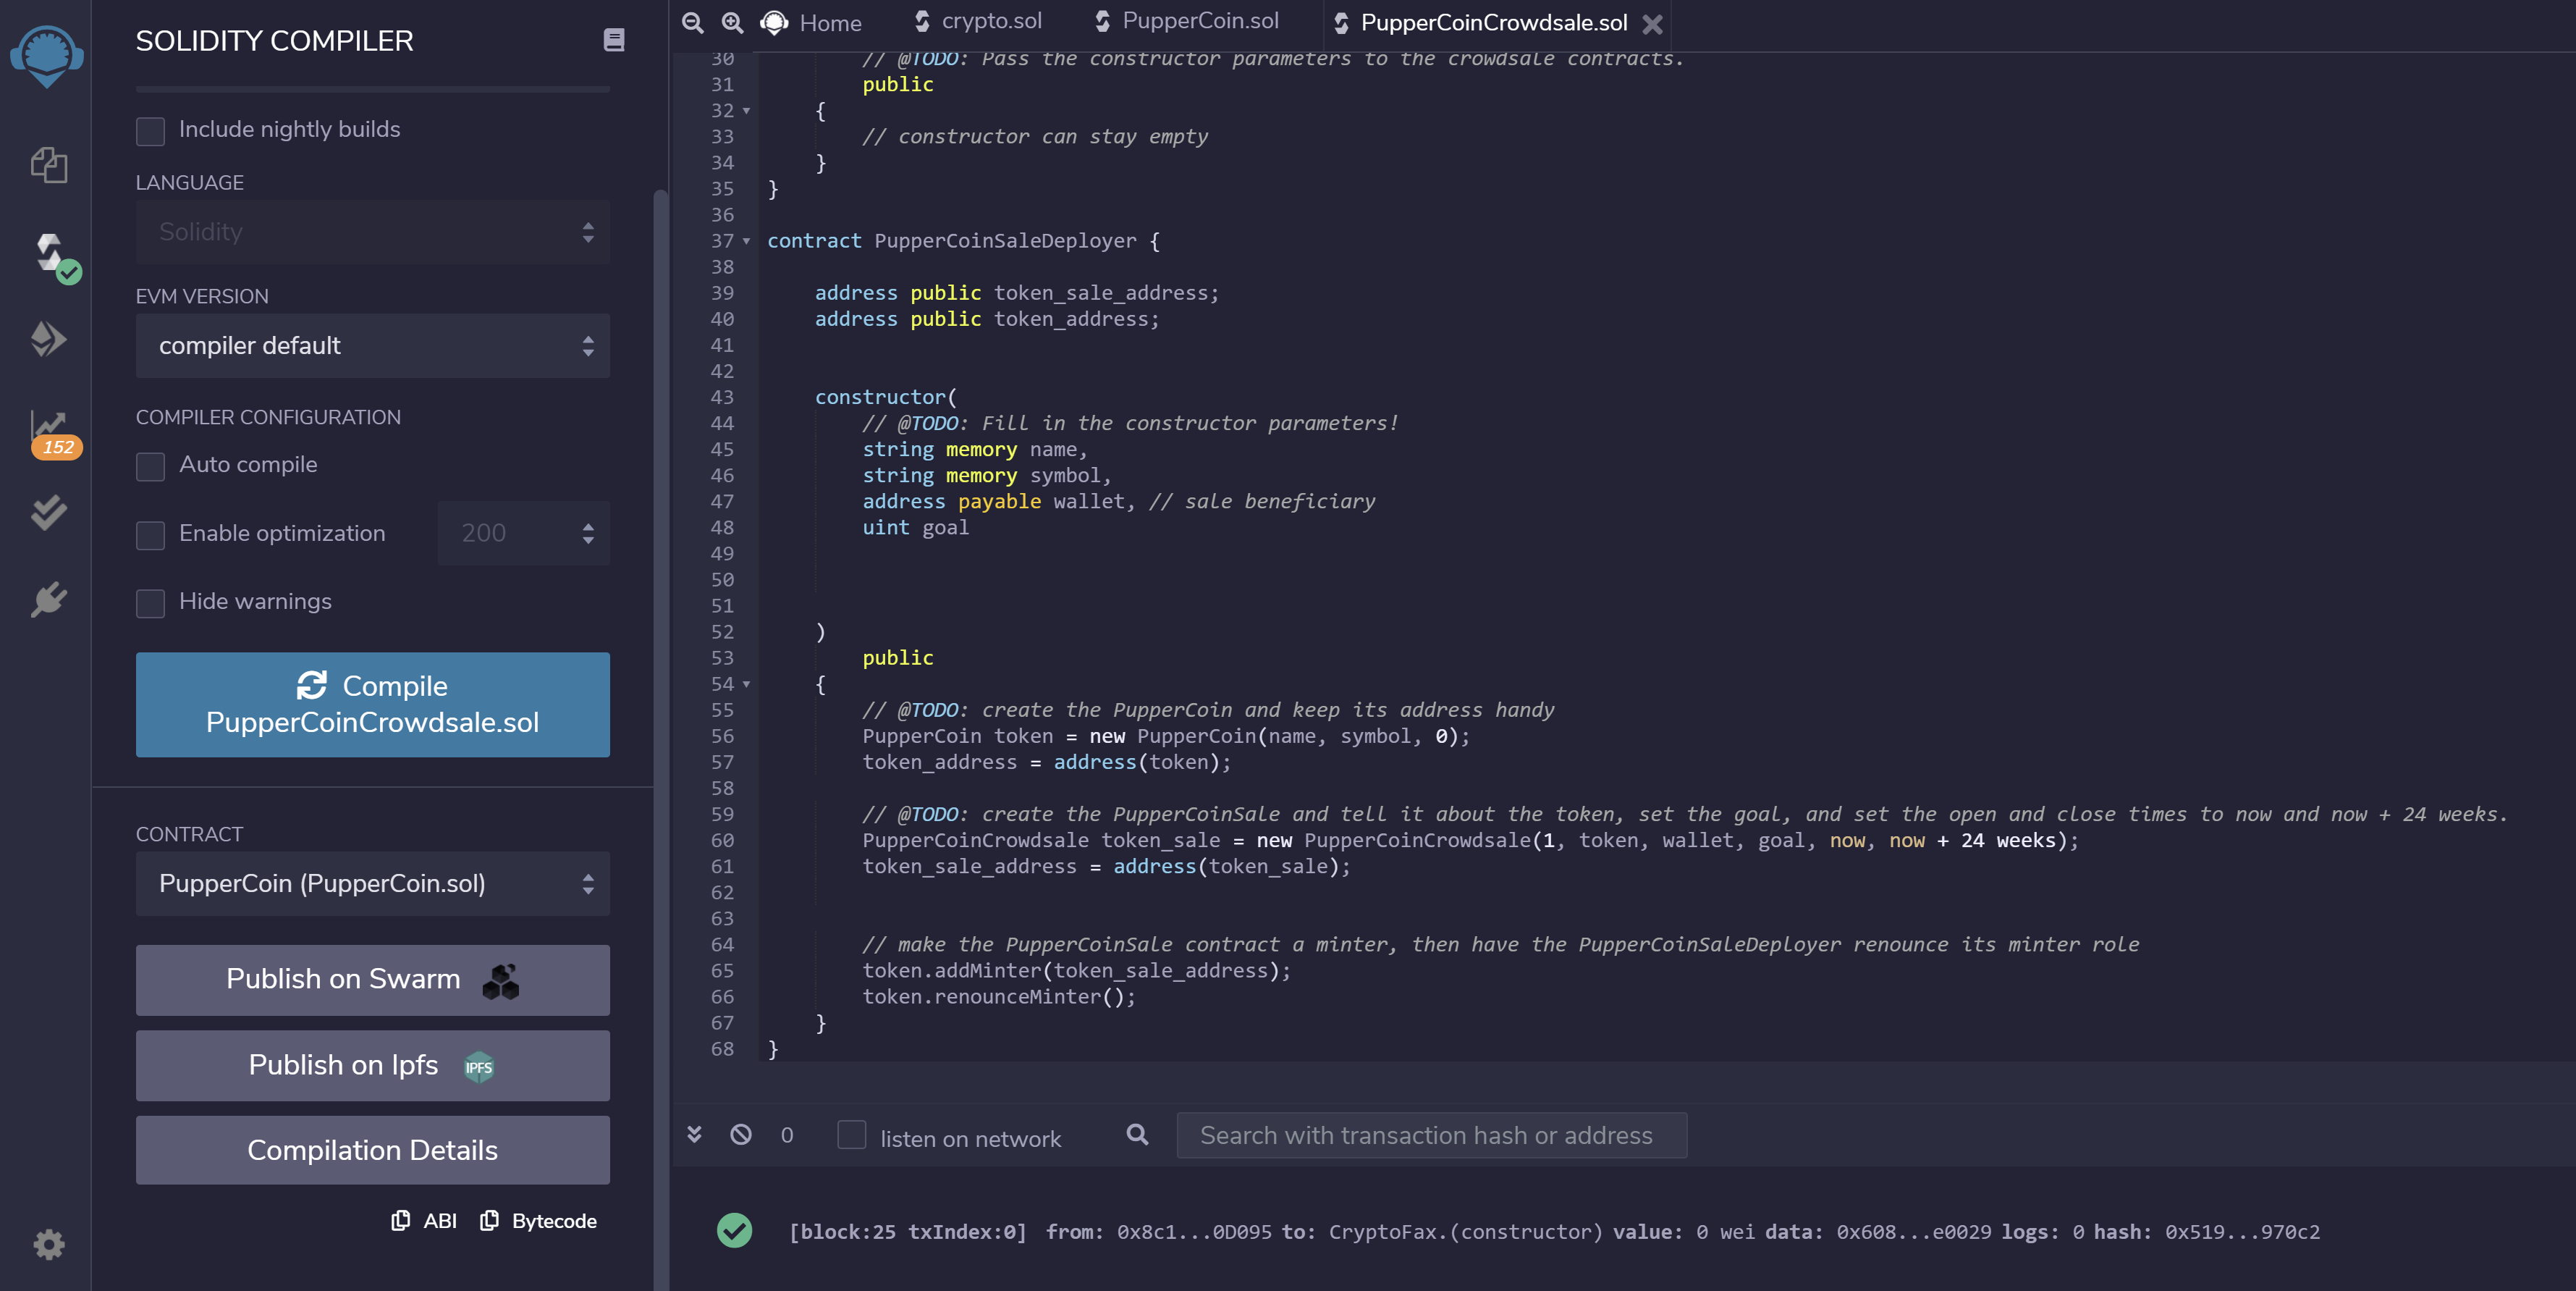 SOLIDITY COMPILER
Include nightly builds
LANGUAGE
Solidity
EVM VERSION
compiler default
COMPILER CONFIGURATION
Auto compile
Enable optimization 200
Hide warnings
Compile
PupperCoinCrowdsale.sol
CONTRACT
PupperCoin (PupperCoin.sol)
Publish on Swarm
Publish on Ipfs IPFS
Compilation Details
ABI Bytecode
152
Home crypto.sol PupperCoin.sol PupperCoinCrowdsale.sol
30 // @TODO: Pass the constructor parameters to the crowdsale contracts.
31 public
32 {
33 // constructor can stay empty
34 }
35 }
36
37 contract PupperCoinSaleDeployer {
38
39 address public token_sale_address;
40 address public token_address;
41
42
43 constructor(
44 // @TODO: Fill in the constructor parameters!
45 string memory name,
46 string memory symbol,
47 address payable wallet, // sale beneficiary
48 uint goal
49
50
51
52 )
53 public
54 {
55 // @TODO: create the PupperCoin and keep its address handy
56 PupperCoin token = new PupperCoin(name, symbol, 0);
57 token_address = address(token);
58
59 // @TODO: create the PupperCoinSale and tell it about the token, set the goal, and set the open and close times to now and now + 24 weeks.
60 PupperCoinCrowdsale token_sale = new PupperCoinCrowdsale(1, token, wallet, goal, now, now + 24 weeks);
61 token_sale_address = address(token_sale);
62
63
64 // make the PupperCoinSale contract a minter, then have the PupperCoinSaleDeployer renounce its minter role
65 token.addMinter(token_sale_address);
66 token.renounceMinter();
67 }
68 }
0 listen on network Search with transaction hash or address
[block:25 txIndex:0] from: 0x8c1...0D095 to: CryptoFax.(constructor) value: 0 wei data: 0x608...e0029 logs: 0 hash: 0x519...970c2